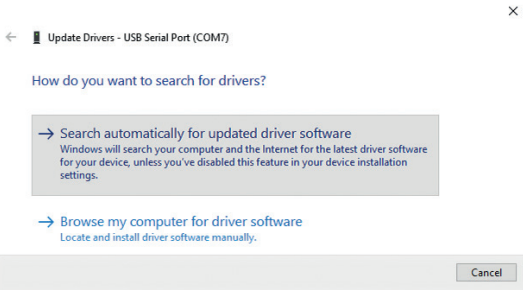 Update Drivers - USB Serial Port (COM7)
How do you want to search for drivers?
Search automatically for updated driver software
Windows will search your computer and the Internet for the latest driver software
for your device, unless you've disabled this feature in your device installation
settings.
Browse my computer for driver software
Locate and install driver software manually.
Cancel